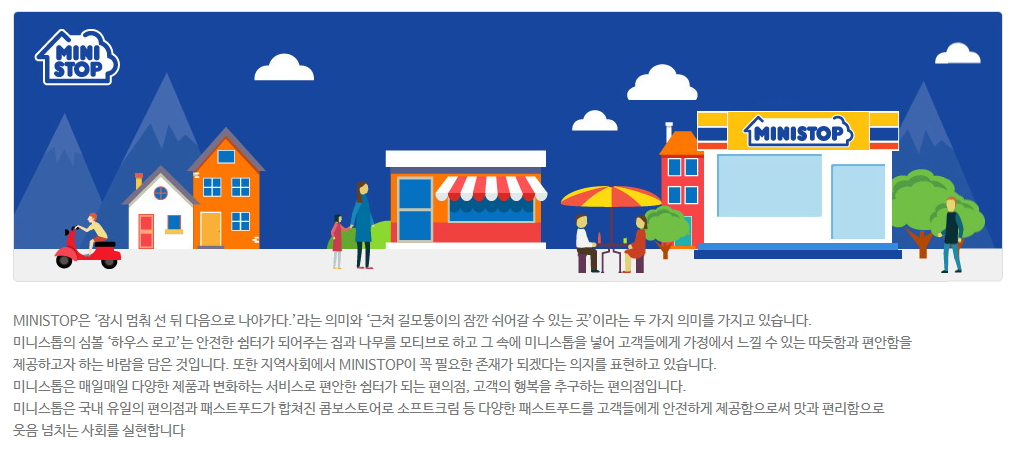 MINI
STOP
MINISTOP
MINISTOP은 ‘잠시 멈춰 선 뒤 다음으로 나아가다.’라는 의미와 ‘근처 길모퉁이의 잠깐 쉬어갈 수 있는 곳’이라는 두 가지 의미를 가지고 있습니다.
미니스톱의 심볼 ‘하우스 로고’는 안전한 쉼터가 되어주는 집과 나무를 모티브로 하고 그 속에 미니스톱을 넣어 고객들에게 가정에서 느낄 수 있는 따듯함과 편안함을
제공하고자 하는 바람을 담은 것입니다. 또한 지역사회에서 MINISTOP이 꼭 필요한 존재가 되겠다는 의지를 표현하고 있습니다.
미니스톱은 매일매일 다양한 제품과 변화하는 서비스로 편안한 쉼터가 되는 편의점, 고객의 행복을 추구하는 편의점입니다.
미니스톱은 국내 유일의 편의점과 패스트푸드가 합쳐진 콤보스토어로 소프트크림 등 다양한 패스트푸드를 고객들에게 안전하게 제공함으로써 맛과 편리함으로
웃음 넘치는 사회를 실현합니다